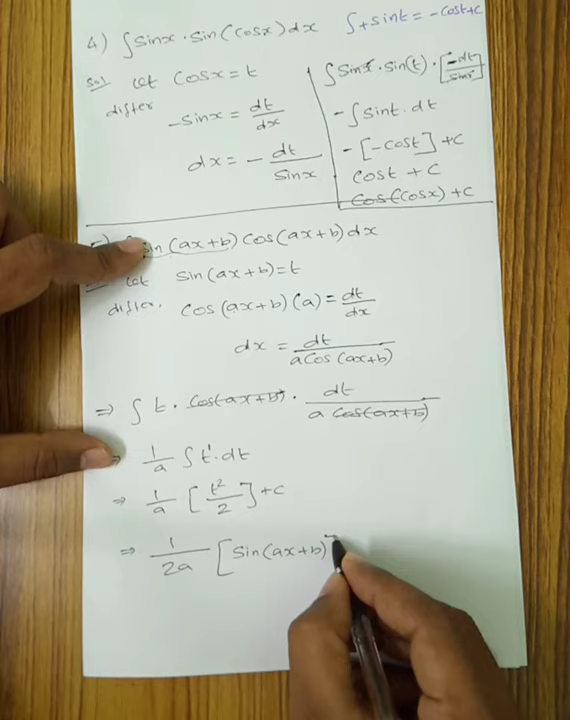 4) ∫ Sinx · Sin(Cosx) dx
∫+sint = -Cost+c
Sol let Cosx = t
differ
-Sinx = dt/dx
dx = - dt/Sinx
∫ Sinx · Sin(t) · [-dt/Sinx]
- ∫ Sint · dt
- [-Cost] + C
Cost + C
Cos(Cosx) + C
Sin (ax+b) Cos(ax+b) dx
let Sin(ax+b) = t
differ. Cos(ax+b) (a) = dt/dx
dx = dt/aCos(ax+b)
⇒ ∫ t · Cos(ax+b) · dt/a Cos(ax+b)
⇒ 1/a ∫ t¹ · dt
⇒ 1/a [t²/2] + C
⇒ 1/2a [Sin(ax+b)